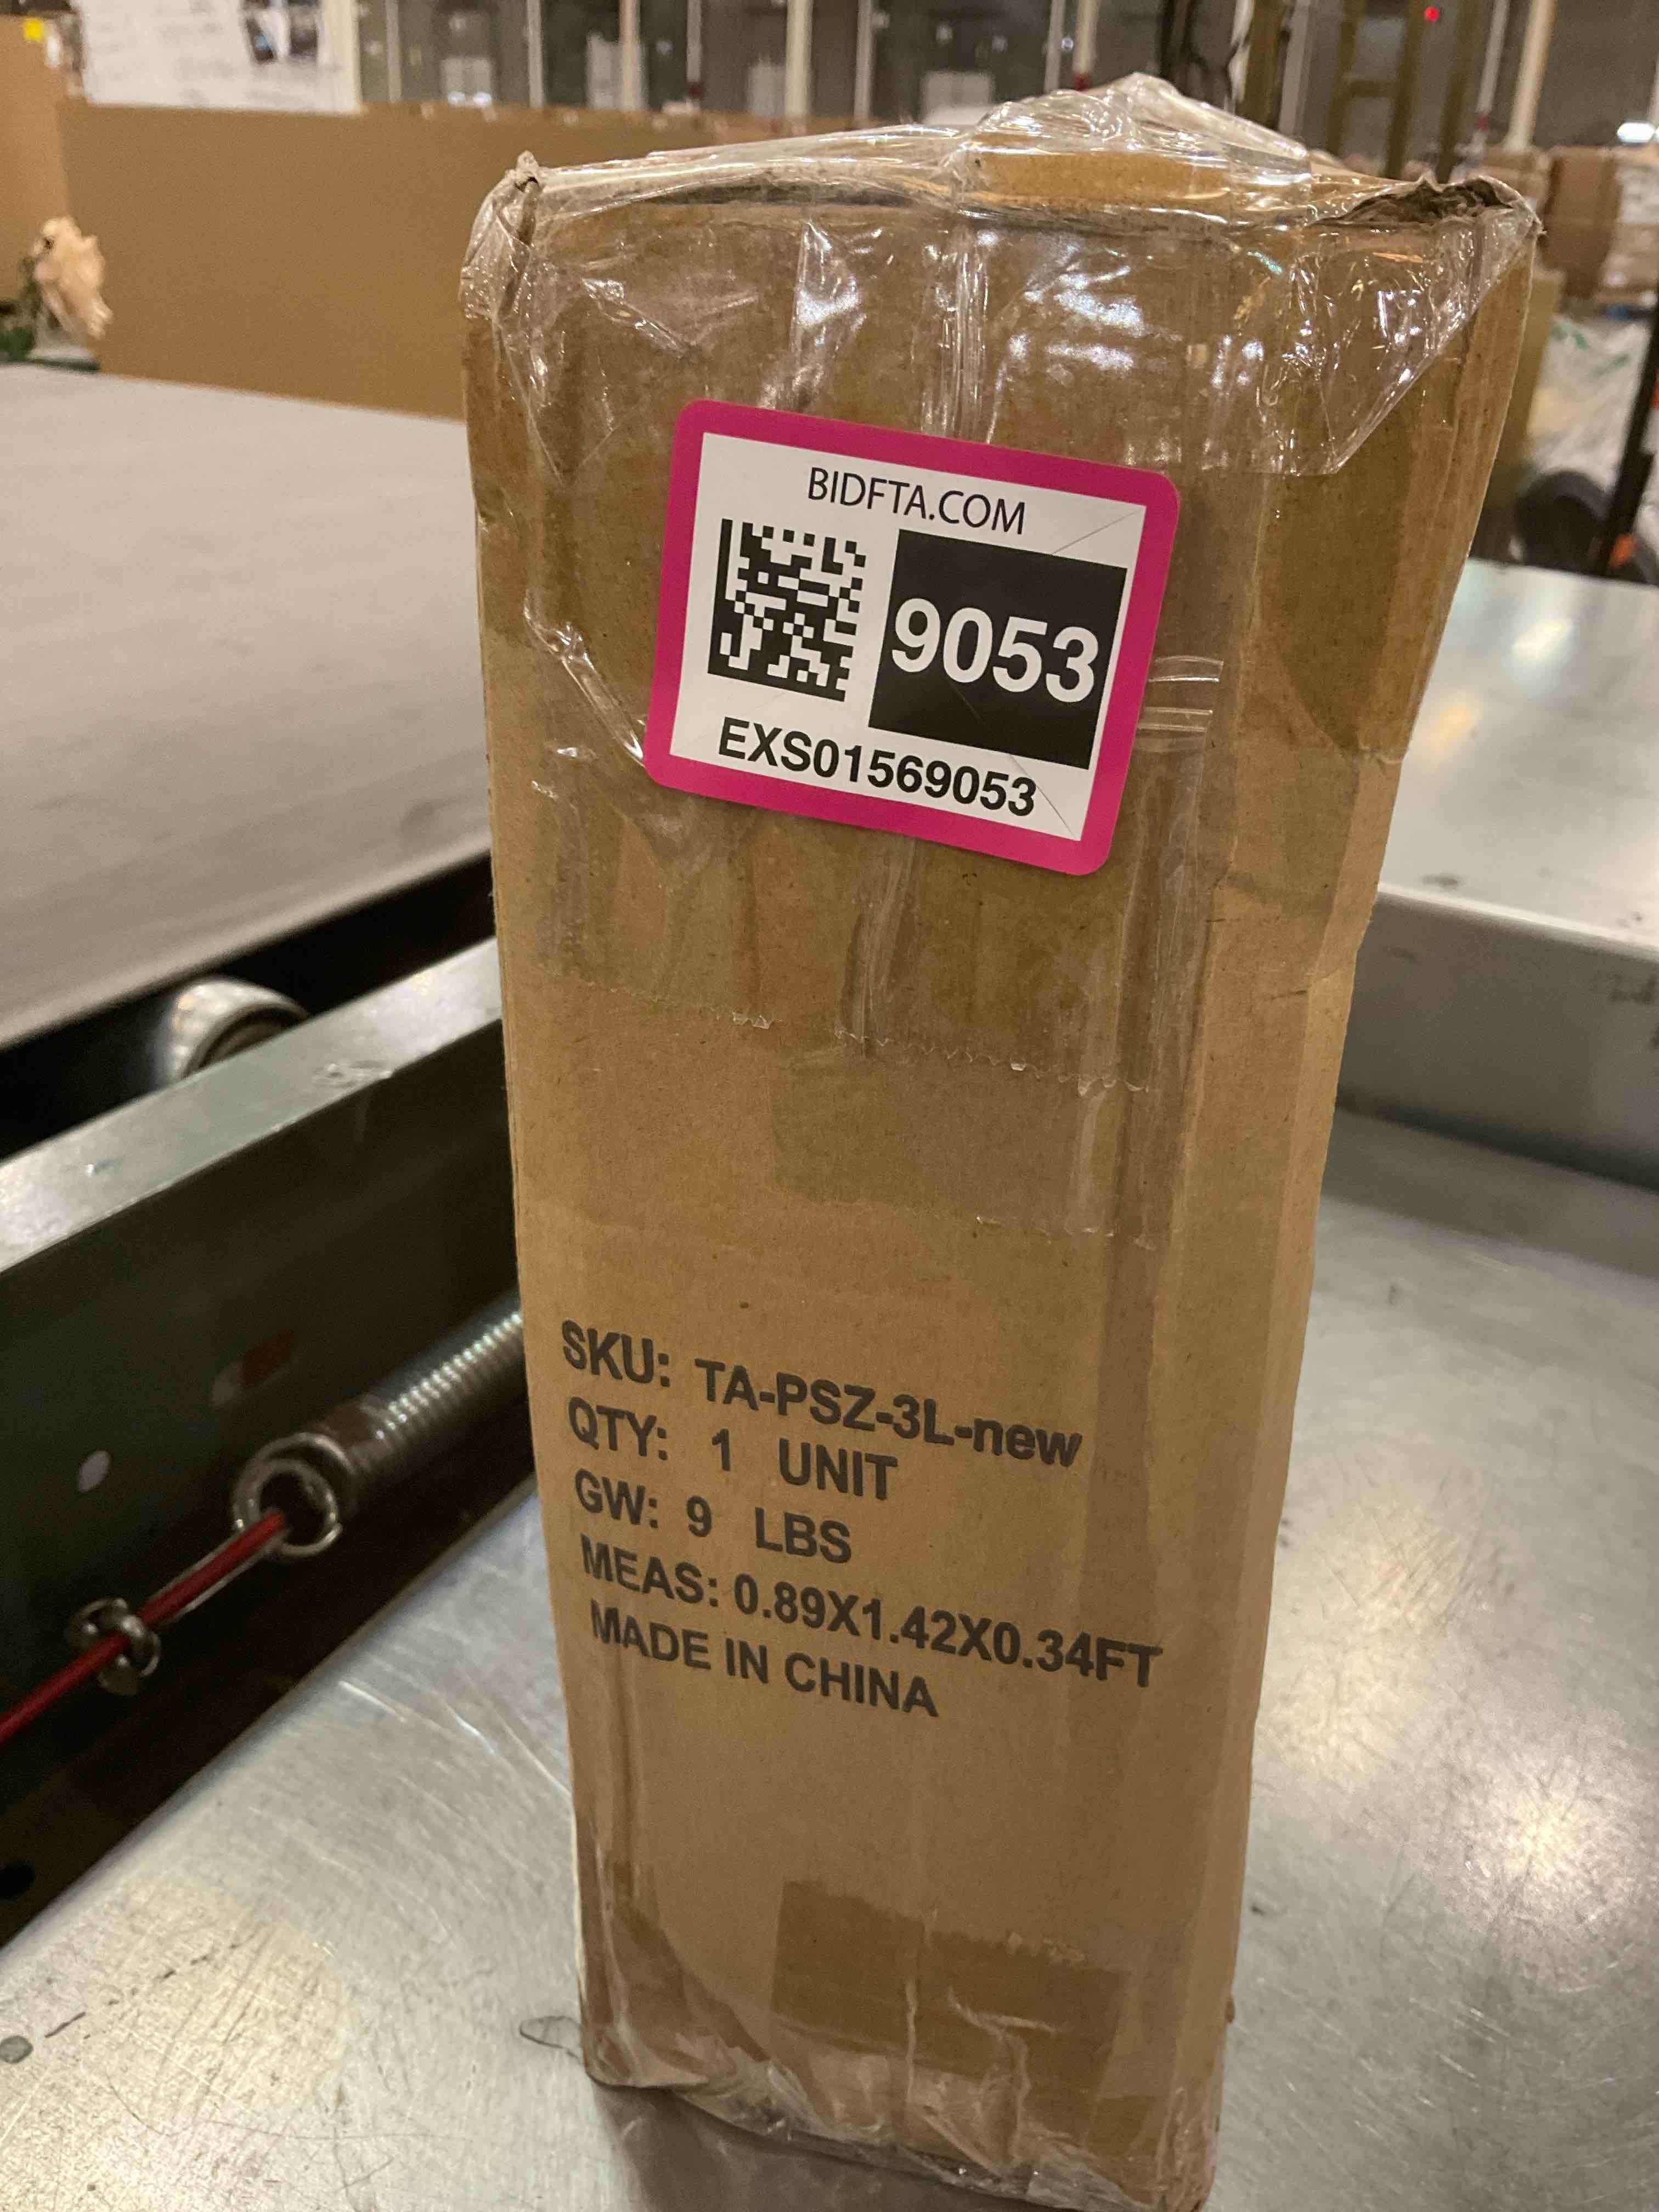 BIDFTA.COM
9053
EXS01569053
SKU: TA-PSZ-3L-new
QTY: 1 UNIT
GW: 9 LBS
MEAS: 0.89X1.42X0.34FT
MADE IN CHINA